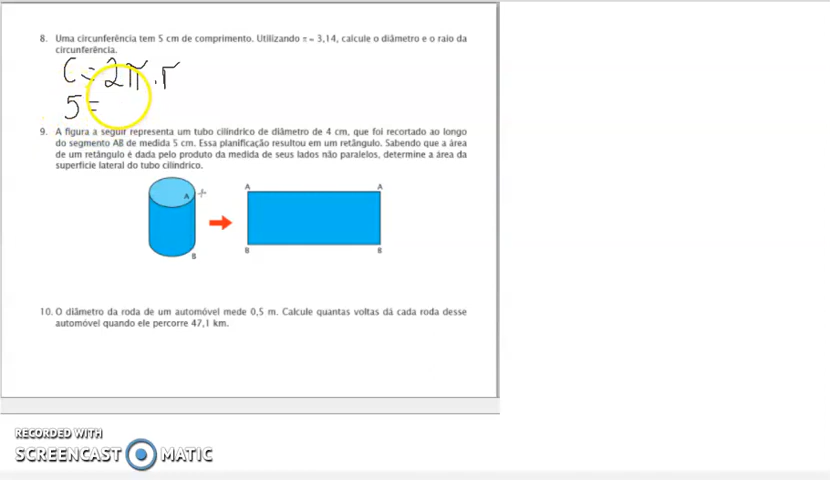 8. Uma circunferência tem 5 cm de comprimento. Utilizando π = 3,14, calcule o diâmetro e o raio da
circunferência.
C = 2π.r
5 =
9. A figura a seguir representa um tubo cilíndrico de diâmetro de 4 cm, que foi recortado ao longo
do segmento AB de medida 5 cm. Essa planificação resultou em um retângulo. Sabendo que a área
de um retângulo é dada pelo produto da medida de seus lados não paralelos, determine a área da
superfície lateral do tubo cilíndrico.
A A A
B B B
10. O diâmetro da roda de um automóvel mede 0,5 m. Calcule quantas voltas dá cada roda desse
automóvel quando ele percorre 47,1 km.
RECORDED WITH
SCREENCAST MATIC